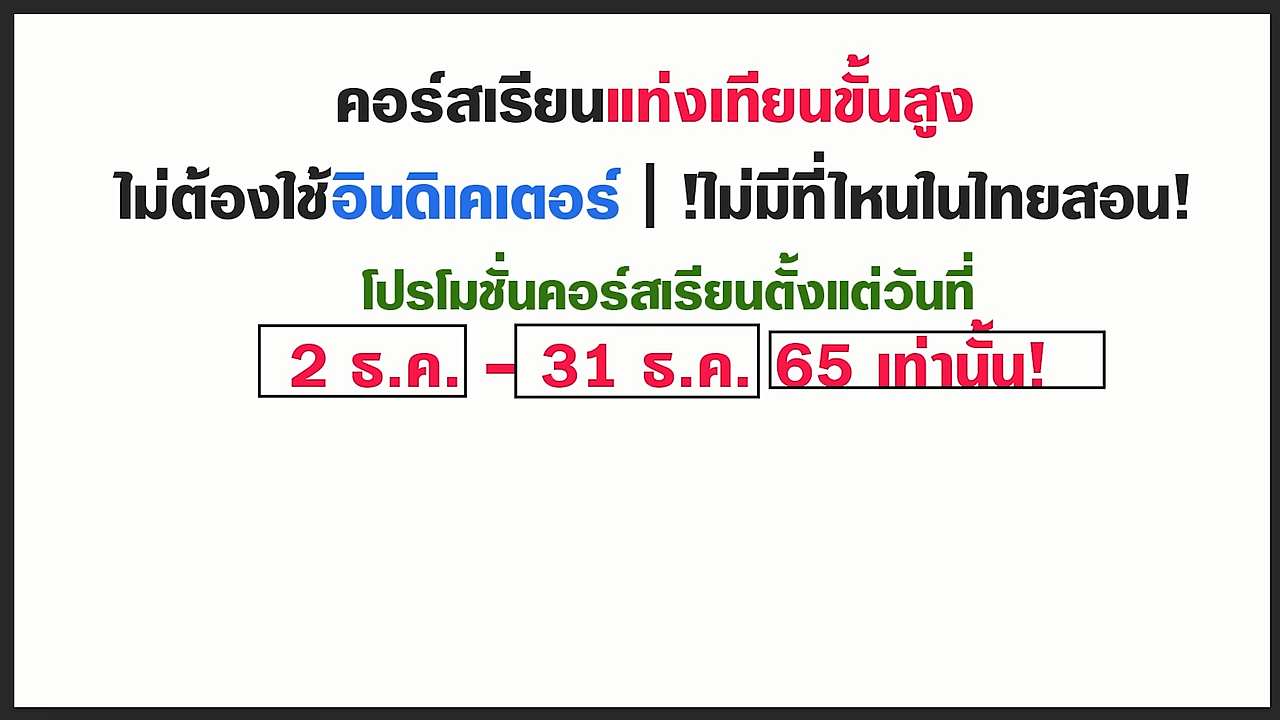 คอร์สเรียนแท่งเทียนขั้นสูง
ไม่ต้องใช้อินดิเคเตอร์ | !ไม่มีที่ไหนในไทยสอน!
โปรโมชั่นคอร์สเรียนตั้งแต่วันที่
2 ธ.ค. –31 ธ.ค. 65 เท่านั้น!